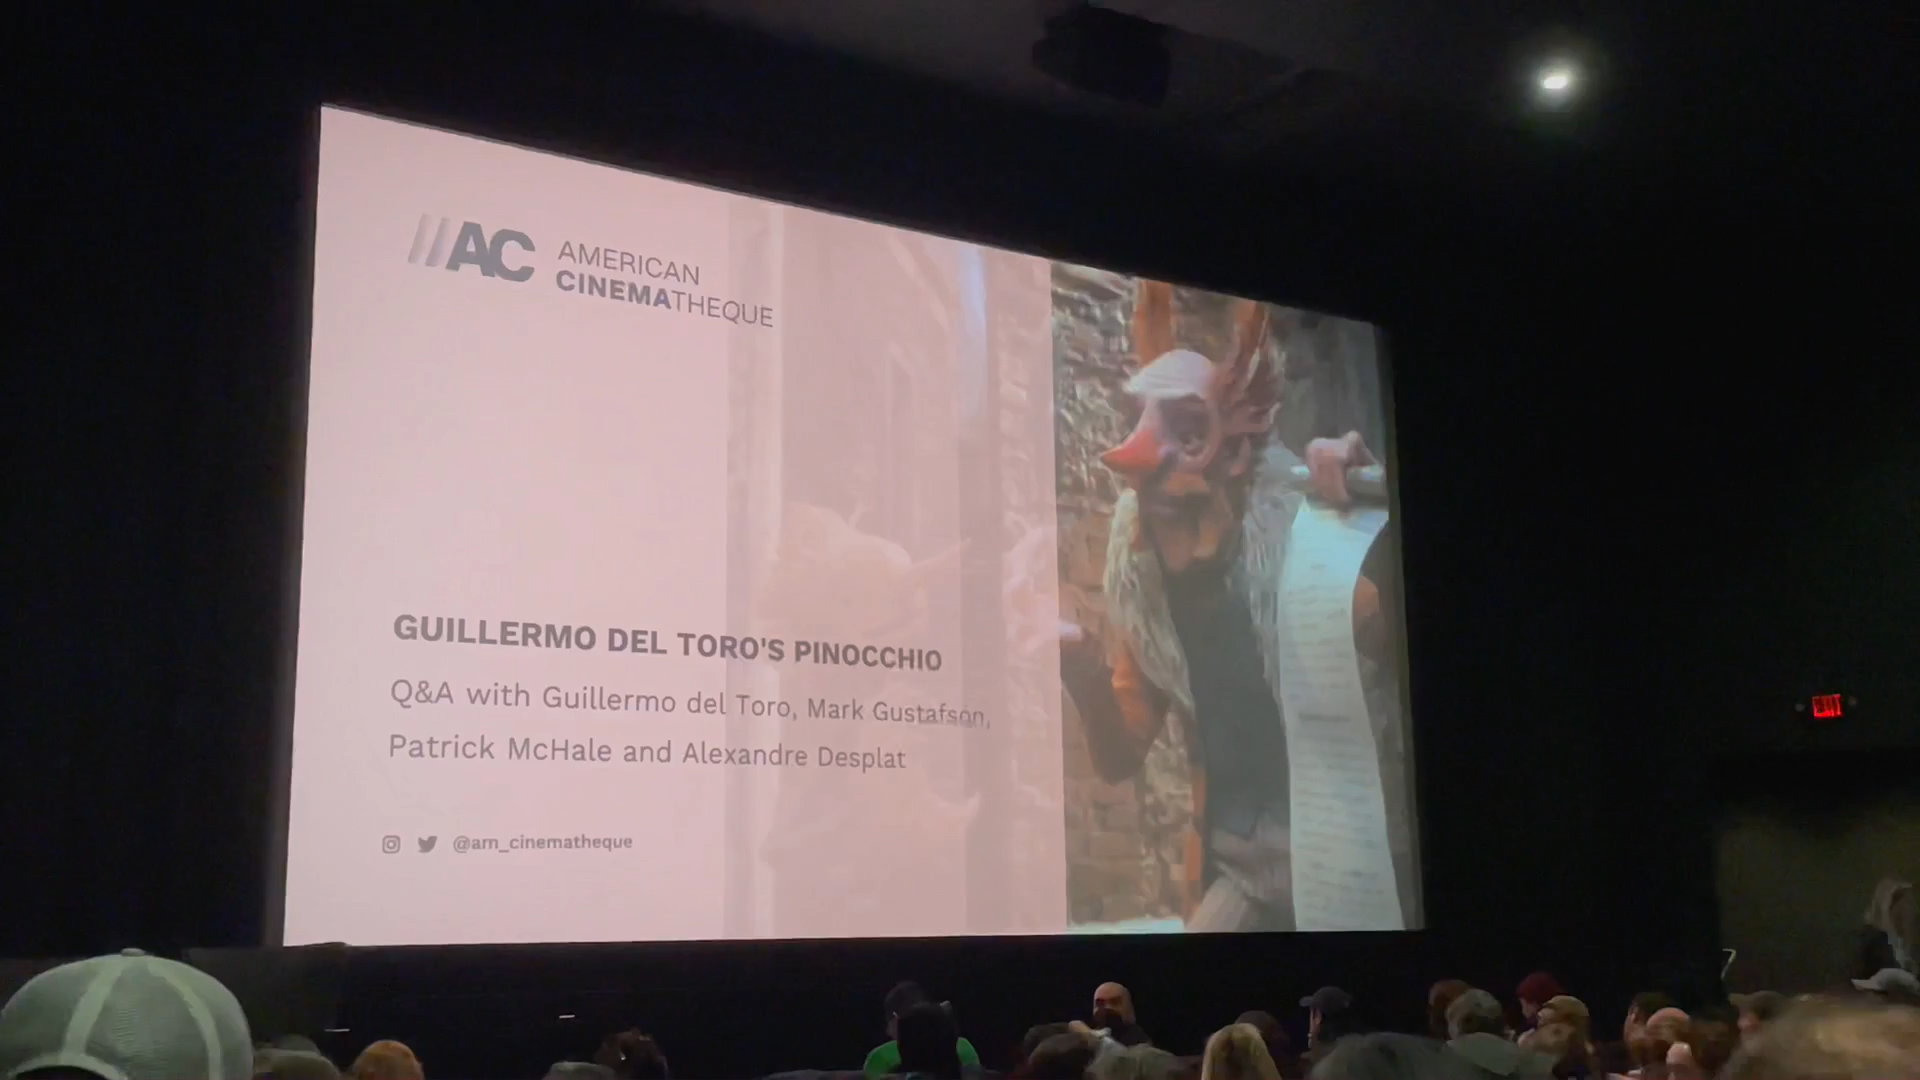 //AC AMERICAN
CINEMATHEQUE
GUILLERMO DEL TORO'S PINOCCHIO
Q&A with Guillermo del Toro, Mark Gustafson,
Patrick McHale and Alexandre Desplat
@am_cinematheque
EXIT